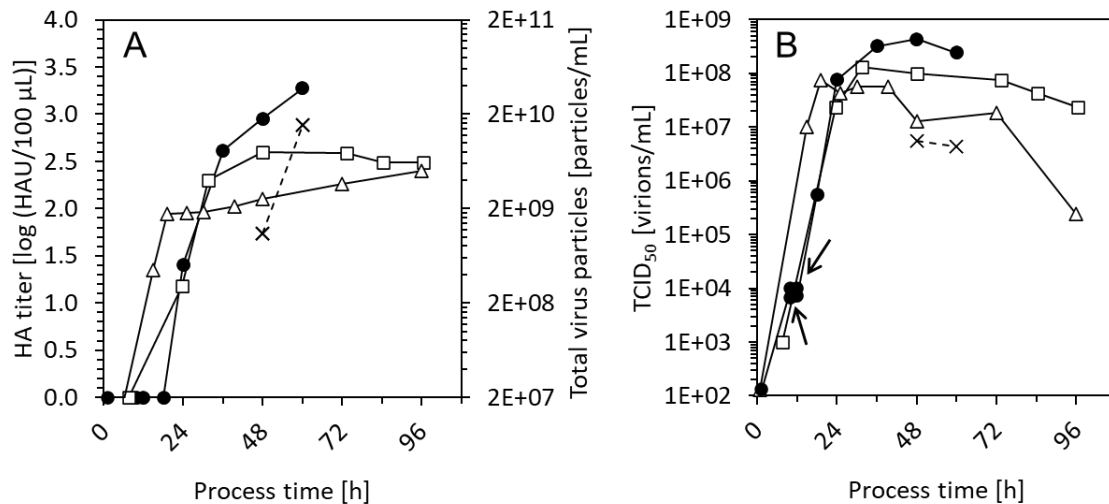 A
HA titer [log (HAU/100 µL)]
4.0
3.5
3.0
2.5
2.0
1.5
1.0
0.5
0.0
2E+11
2E+10
2E+09
2E+08
2E+07
Total virus particles [particles/mL]
0 24 48 72 96
Process time [h]
B
TCID50 [virions/mL]
1E+09
1E+08
1E+07
1E+06
1E+05
1E+04
1E+03
1E+02
0 24 48 72 96
Process time [h]